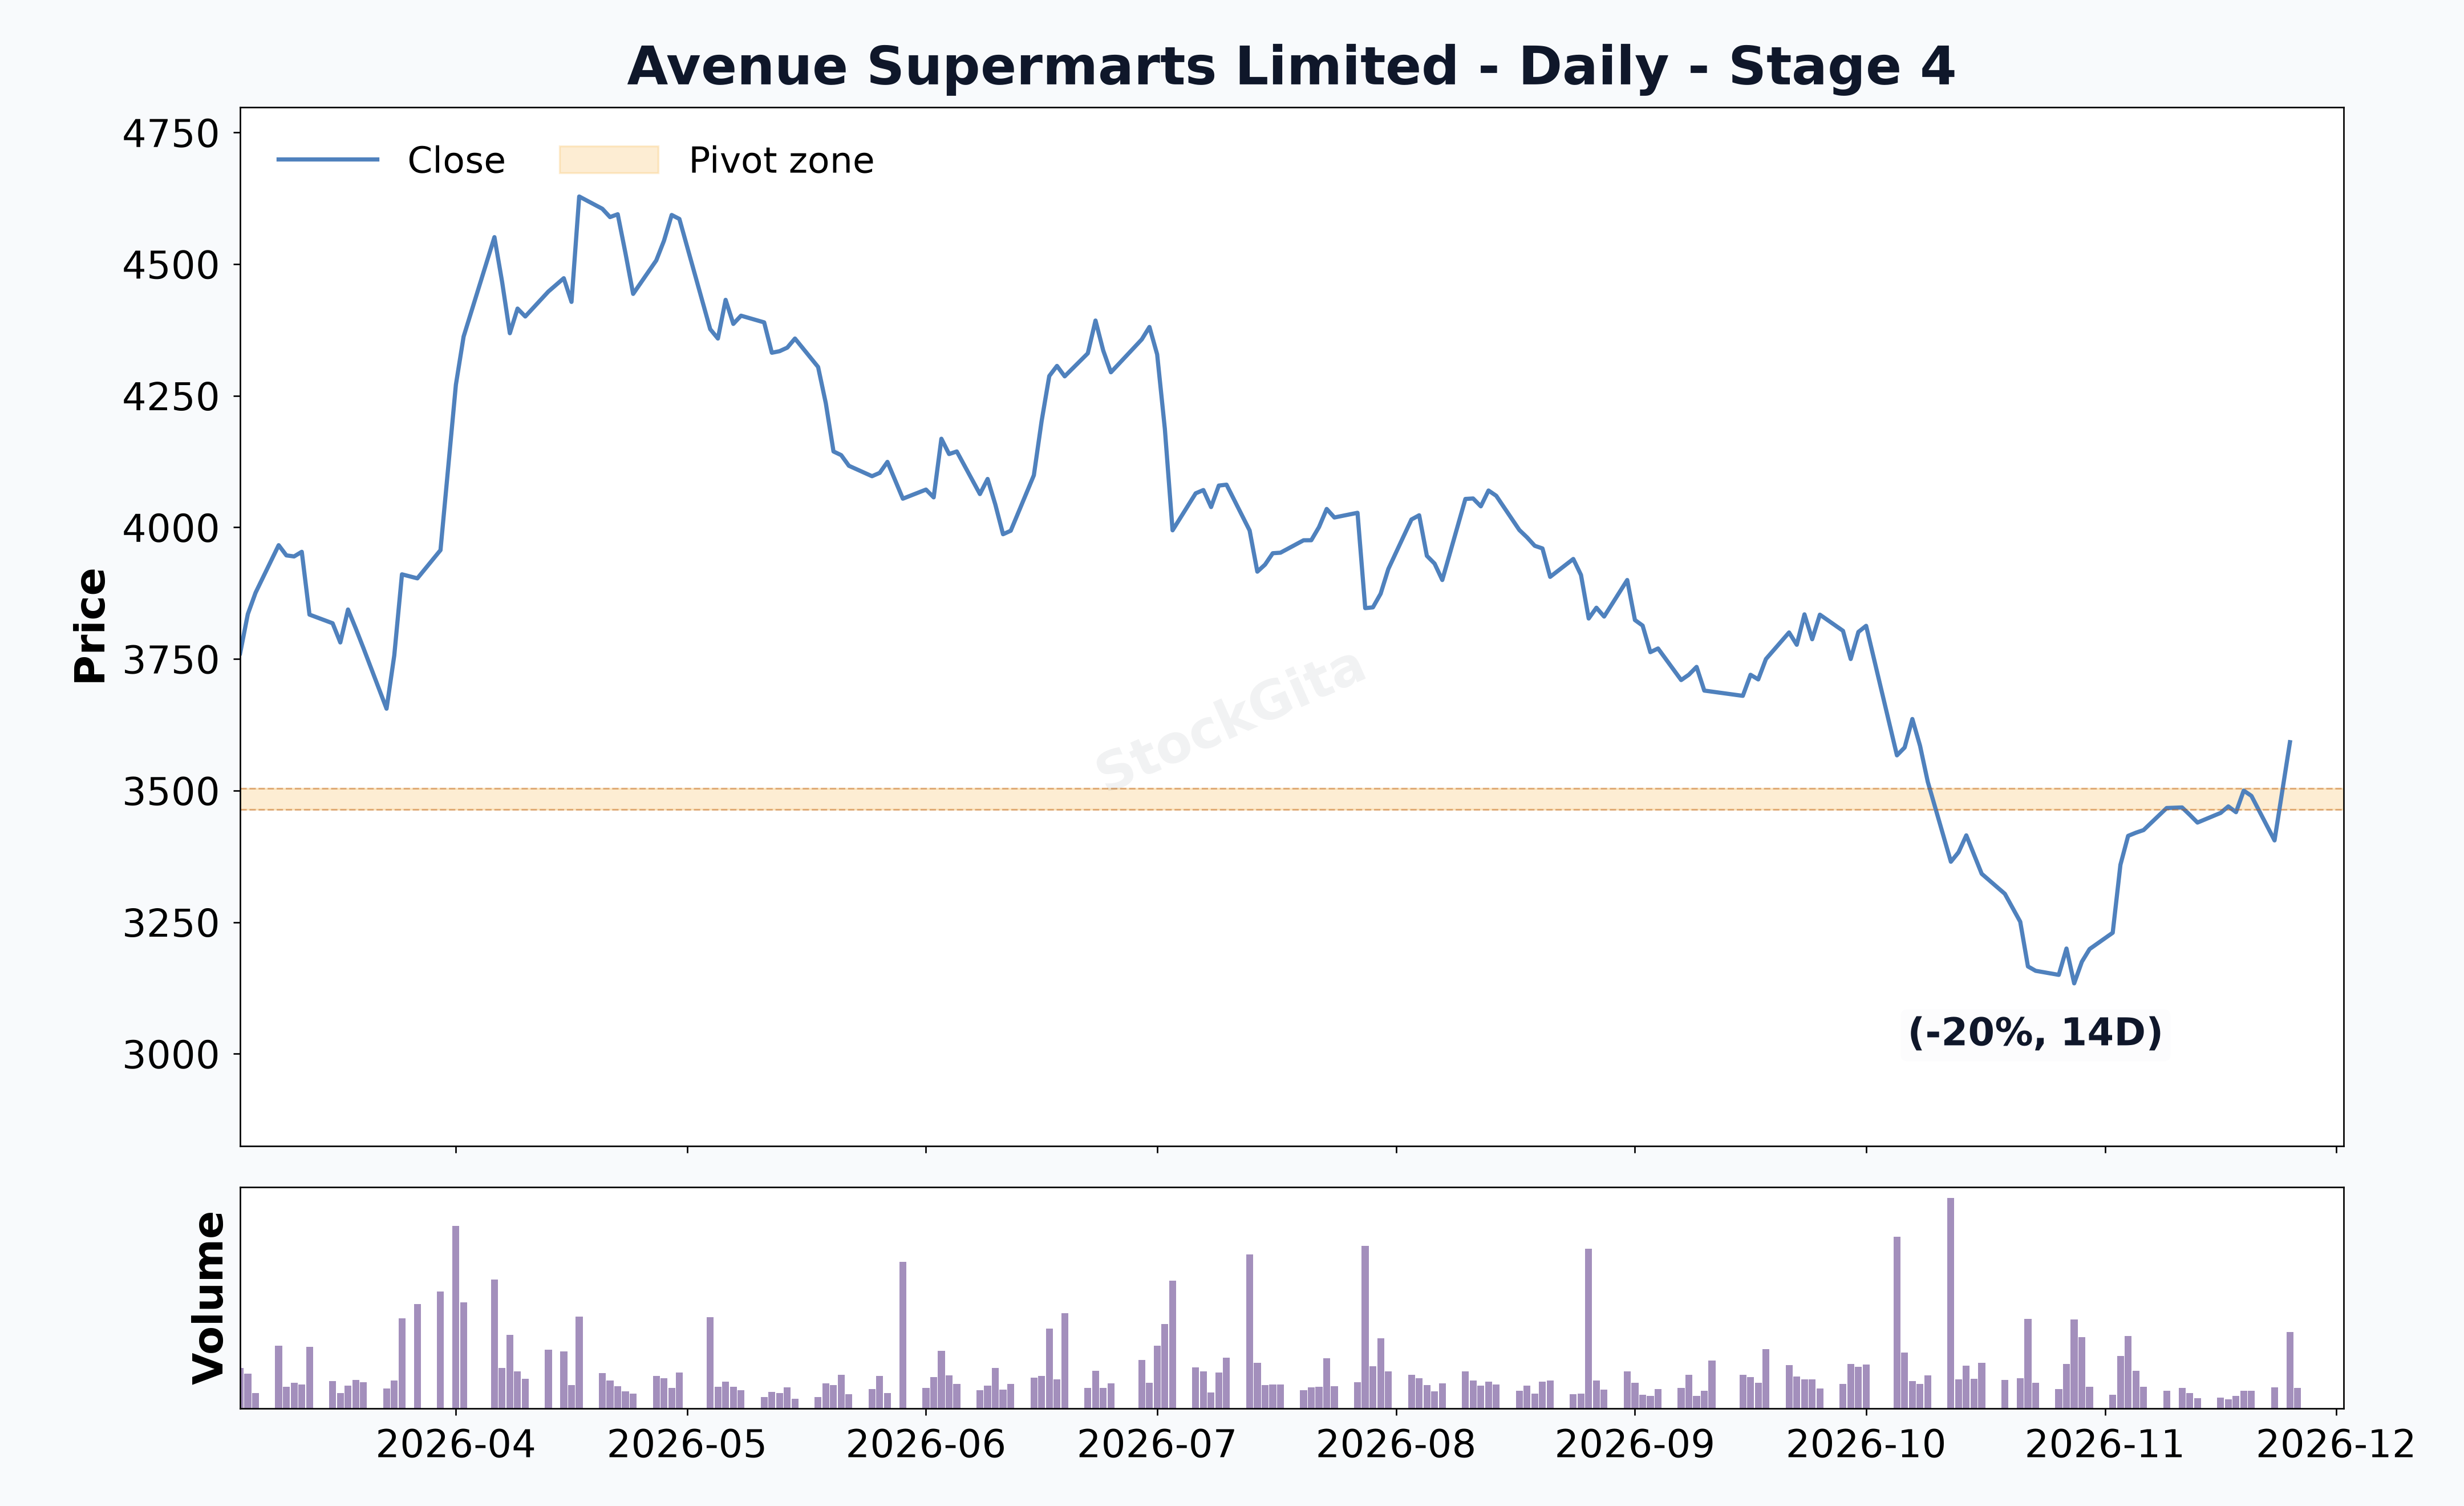 Avenue Supermarts Limited - Daily - Stage 4
Close
Pivot zone
4750
4500
4250
4000
3750
3500
3250
3000
Price
StockGita
(-20%, 14D)
Volume
2026-04
2026-05
2026-06
2026-07
2026-08
2026-09
2026-10
2026-11
2026-12